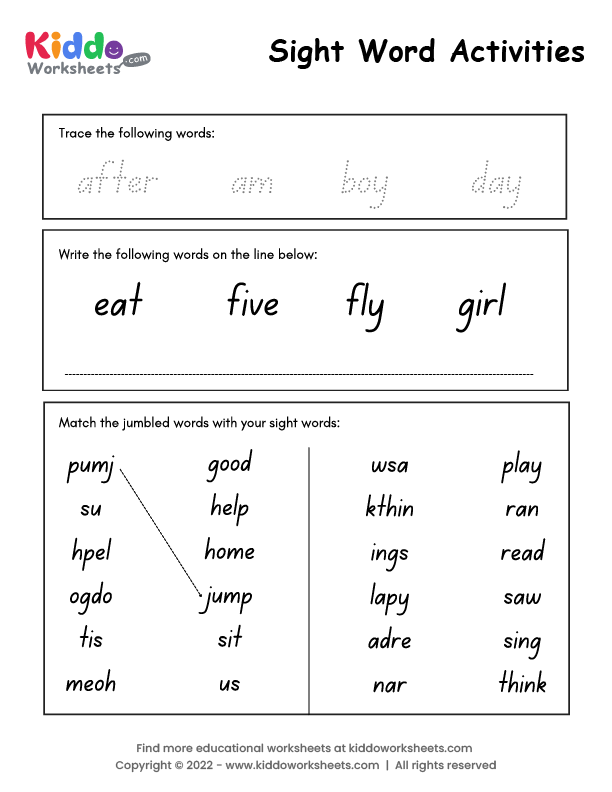 Kiddo
Worksheets.com
Sight Word Activities
Trace the following words:
after am boy day
Write the following words on the line below:
eat five fly girl
Match the jumbled words with your sight words:
pumj good wsa play
su help kthin ran
hpel home ings read
ogdo jump lapy saw
tis sit adre sing
meoh us nar think
Find more educational worksheets at kiddoworksheets.com
Copyright © 2022 - www.kiddoworksheets.com | All rights reserved